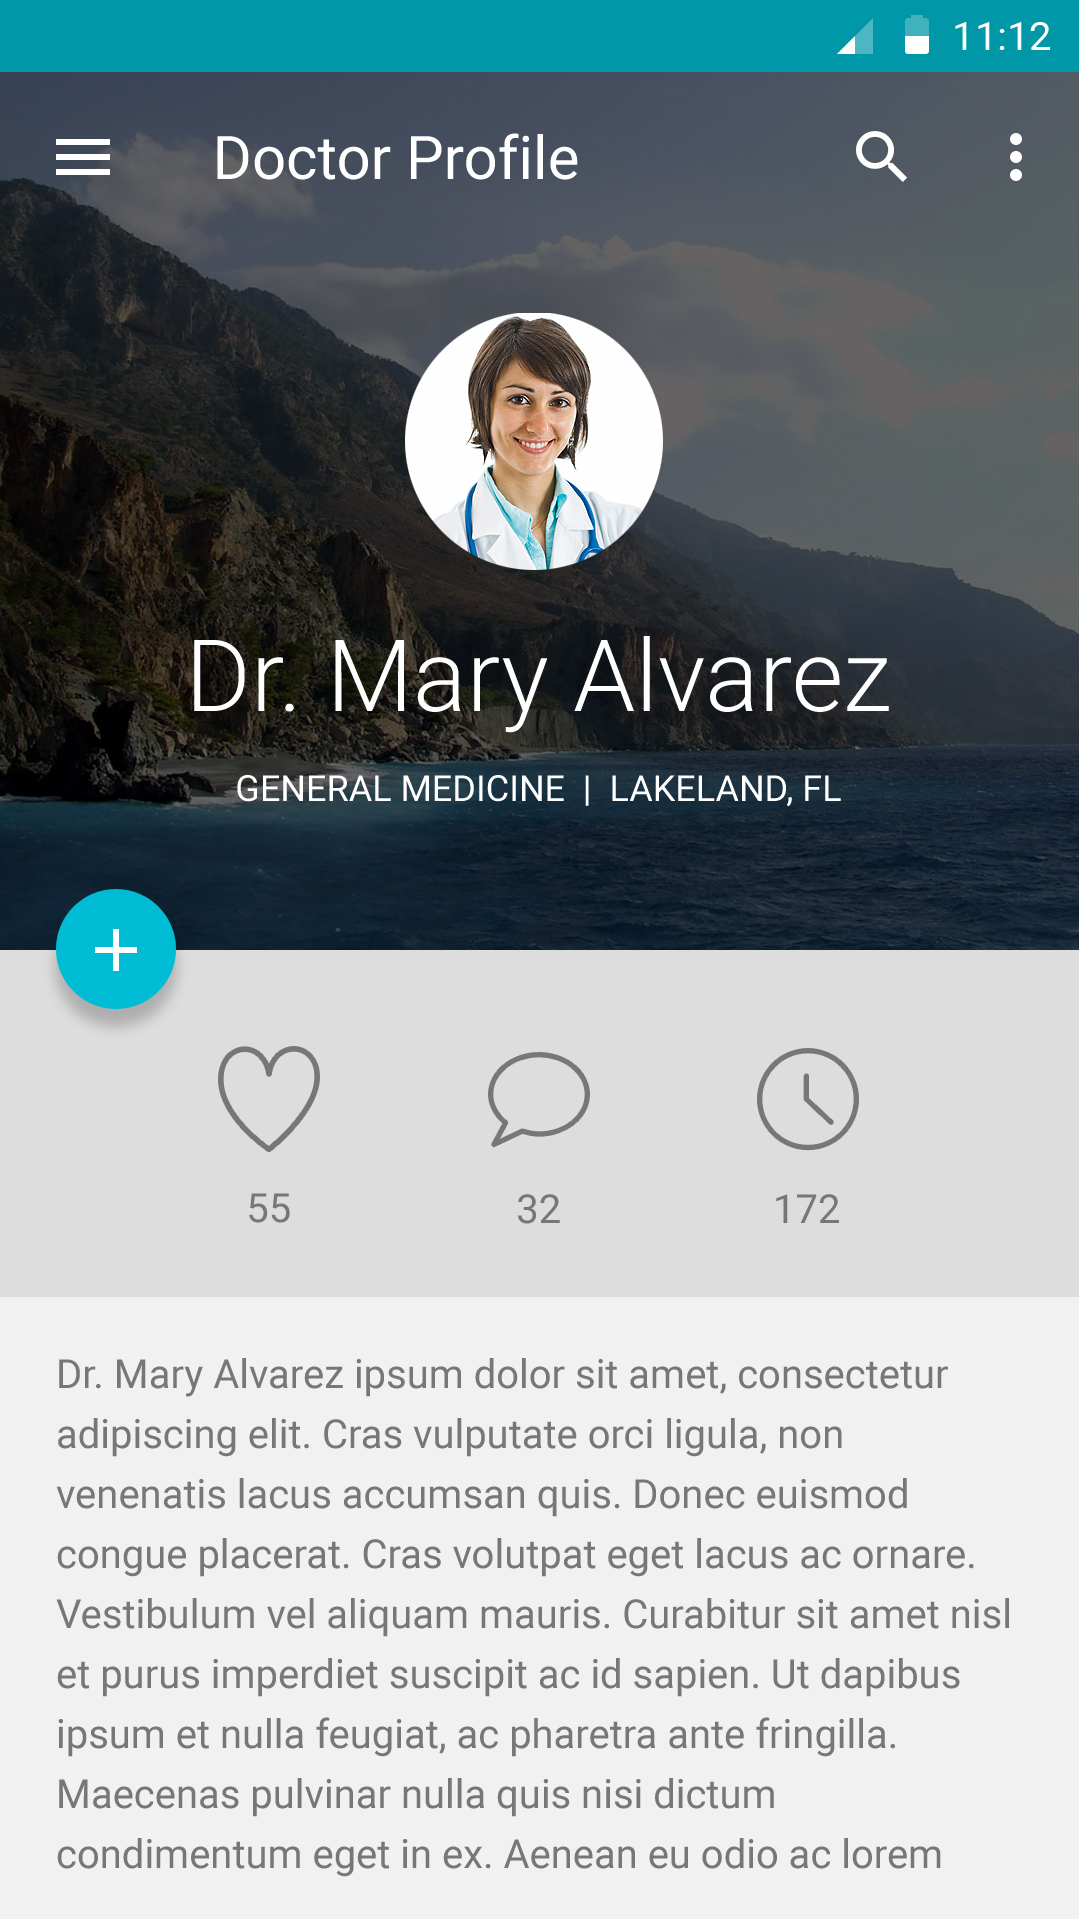 11:12
Doctor Profile
Dr. Mary Alvarez
GENERAL MEDICINE | LAKELAND, FL
55
32
172
Dr. Mary Alvarez ipsum dolor sit amet, consectetur
adipiscing elit. Cras vulputate orci ligula, non
venenatis lacus accumsan quis. Donec euismod
congue placerat. Cras volutpat eget lacus ac ornare.
Vestibulum vel aliquam mauris. Curabitur sit amet nisl
et purus imperdiet suscipit ac id sapien. Ut dapibus
ipsum et nulla feugiat, ac pharetra ante fringilla.
Maecenas pulvinar nulla quis nisi dictum
condimentum eget in ex. Aenean eu odio ac lorem